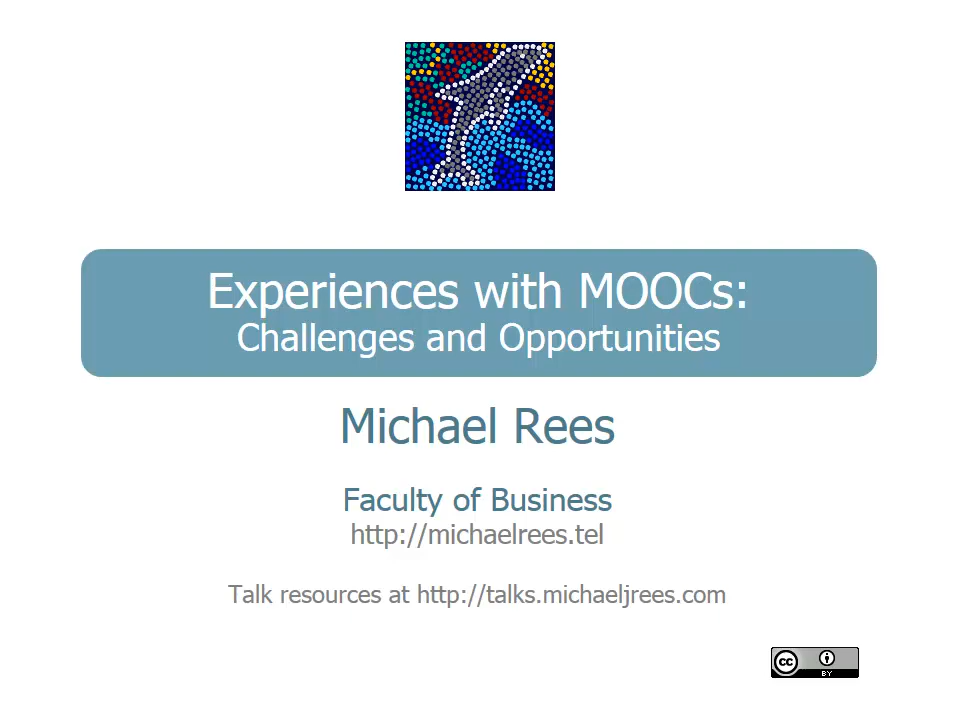 Experiences with MOOCs:
Challenges and Opportunities
Michael Rees
Faculty of Business
http://michaelrees.tel
Talk resources at http://talks.michaeljrees.com
cc
BY